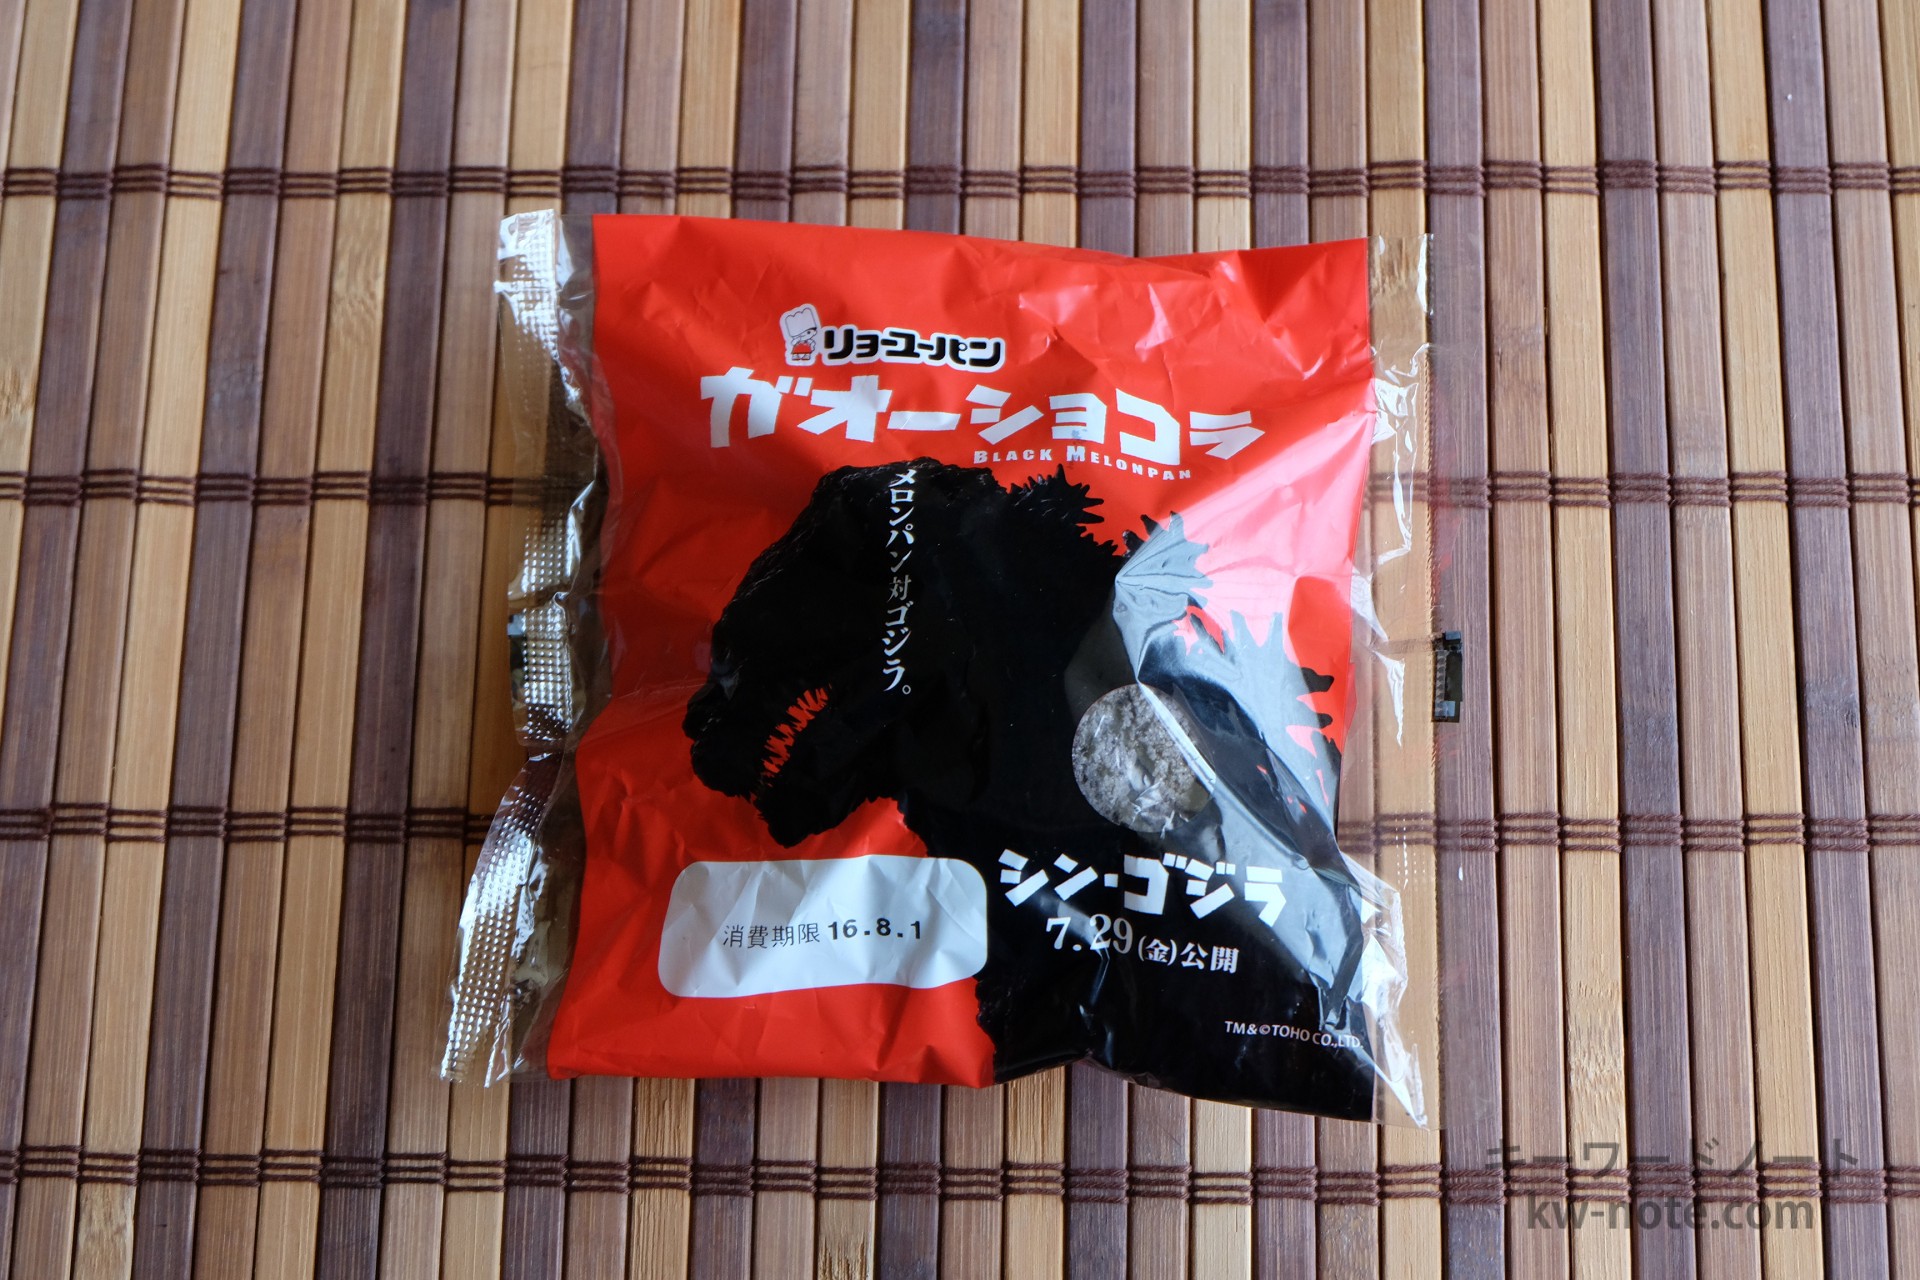 リョーユーパン
ガオーショコラ
BLACK MELONPAN
メロンパン対ゴジラ。
シン・ゴジラ
7.29(金)公開
消費期限 16.8.1
TM&©TOHO CO.,LTD.
キーワードノート
kw-note.com